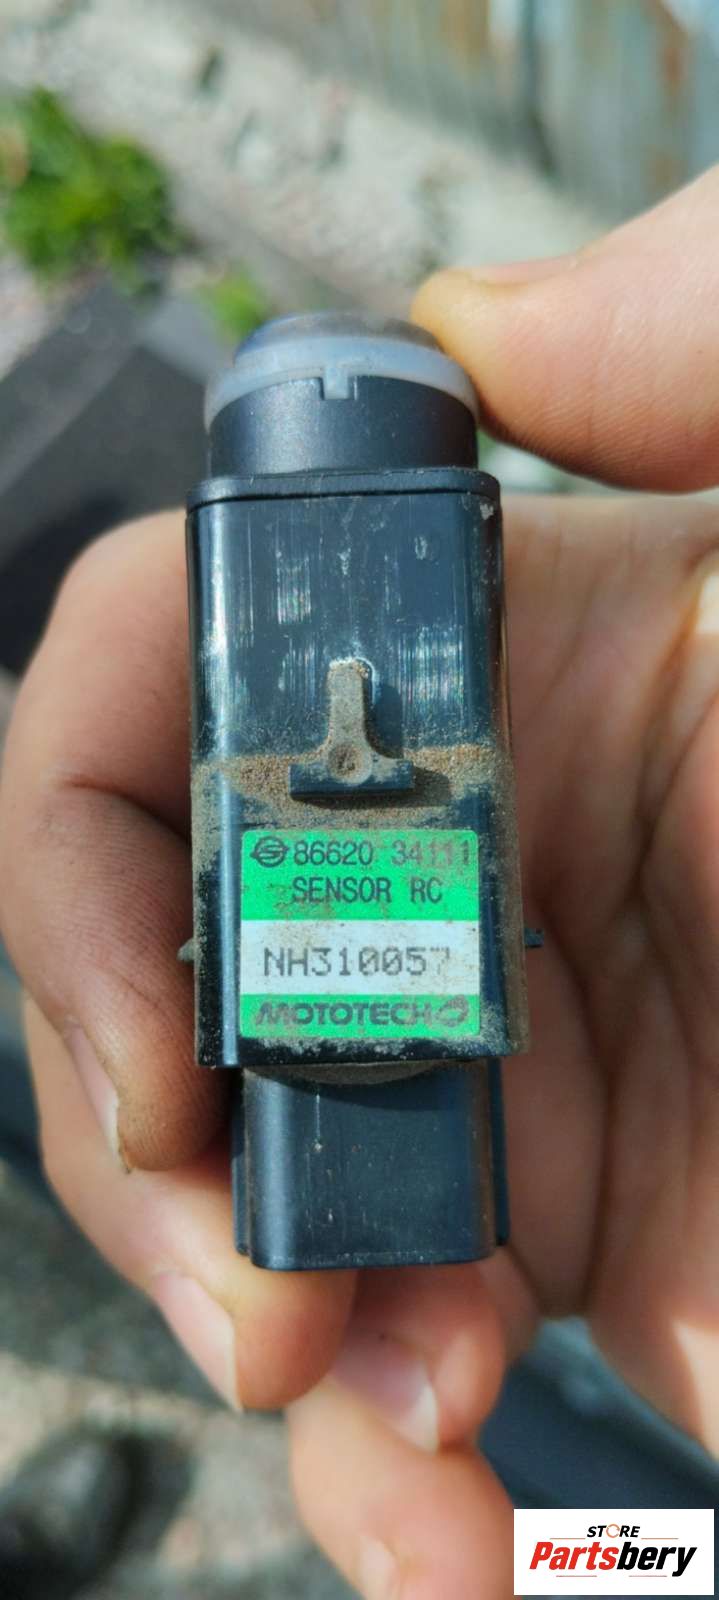 86620 34111
SENSOR RC
NH310057
MOTOTECH
STORE
Partsbery